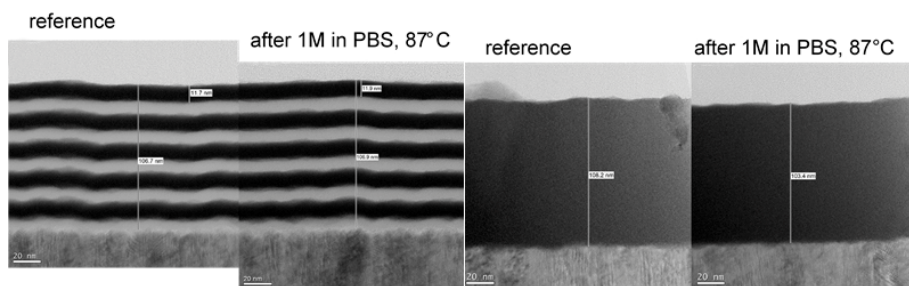 reference
after 1M in PBS, 87°C
reference
after 1M in PBS, 87°C
11.7 nm
106.7 nm
20 nm
11.9 nm
106.9 nm
20 nm
106.2 nm
20 nm
103.4 nm
20 nm